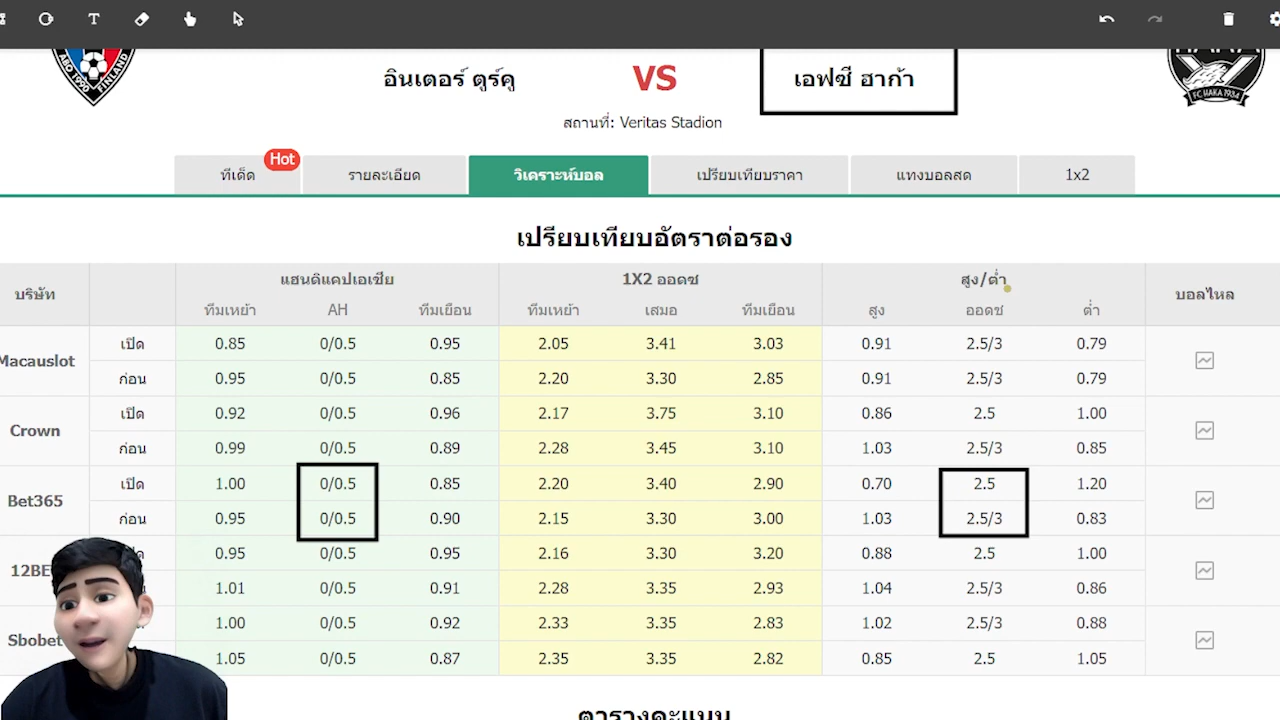 T
อินเตอร์ ตูร์คู VS เอฟซี ฮาก้า
ABO 1990 FINLAND
FC HAKA 1934
สถานที่: Veritas Stadion
Hot
ทีเด็ด รายละเอียด วิเคราะห์บอล เปรียบเทียบราคา แทงบอลสด 1x2
เปรียบเทียบอัตราต่อรอง
บริษัท แฮนดิแคปเอเชีย 1X2 ออดซ สูง/ต่ำ บอลไหล
ทีมเหย้า AH ทีมเยือน ทีมเหย้า เสมอ ทีมเยือน สูง ออดซ ต่ำ
Macauslot เปิด 0.85 0/0.5 0.95 2.05 3.41 3.03 0.91 2.5/3 0.79
ก่อน 0.95 0/0.5 0.85 2.20 3.30 2.85 0.91 2.5/3 0.79
Crown เปิด 0.92 0/0.5 0.96 2.17 3.75 3.10 0.86 2.5 1.00
ก่อน 0.99 0/0.5 0.89 2.28 3.45 3.10 1.03 2.5/3 0.85
Bet365 เปิด 1.00 0/0.5 0.85 2.20 3.40 2.90 0.70 2.5 1.20
ก่อน 0.95 0/0.5 0.90 2.15 3.30 3.00 1.03 2.5/3 0.83
12BE 0.95 0/0.5 0.95 2.16 3.30 3.20 0.88 2.5 1.00
1.01 0/0.5 0.91 2.28 3.35 2.93 1.04 2.5/3 0.86
Sbobet 1.00 0/0.5 0.92 2.33 3.35 2.83 1.02 2.5/3 0.88
1.05 0/0.5 0.87 2.35 3.35 2.82 0.85 2.5 1.05
ตารางคะแนน